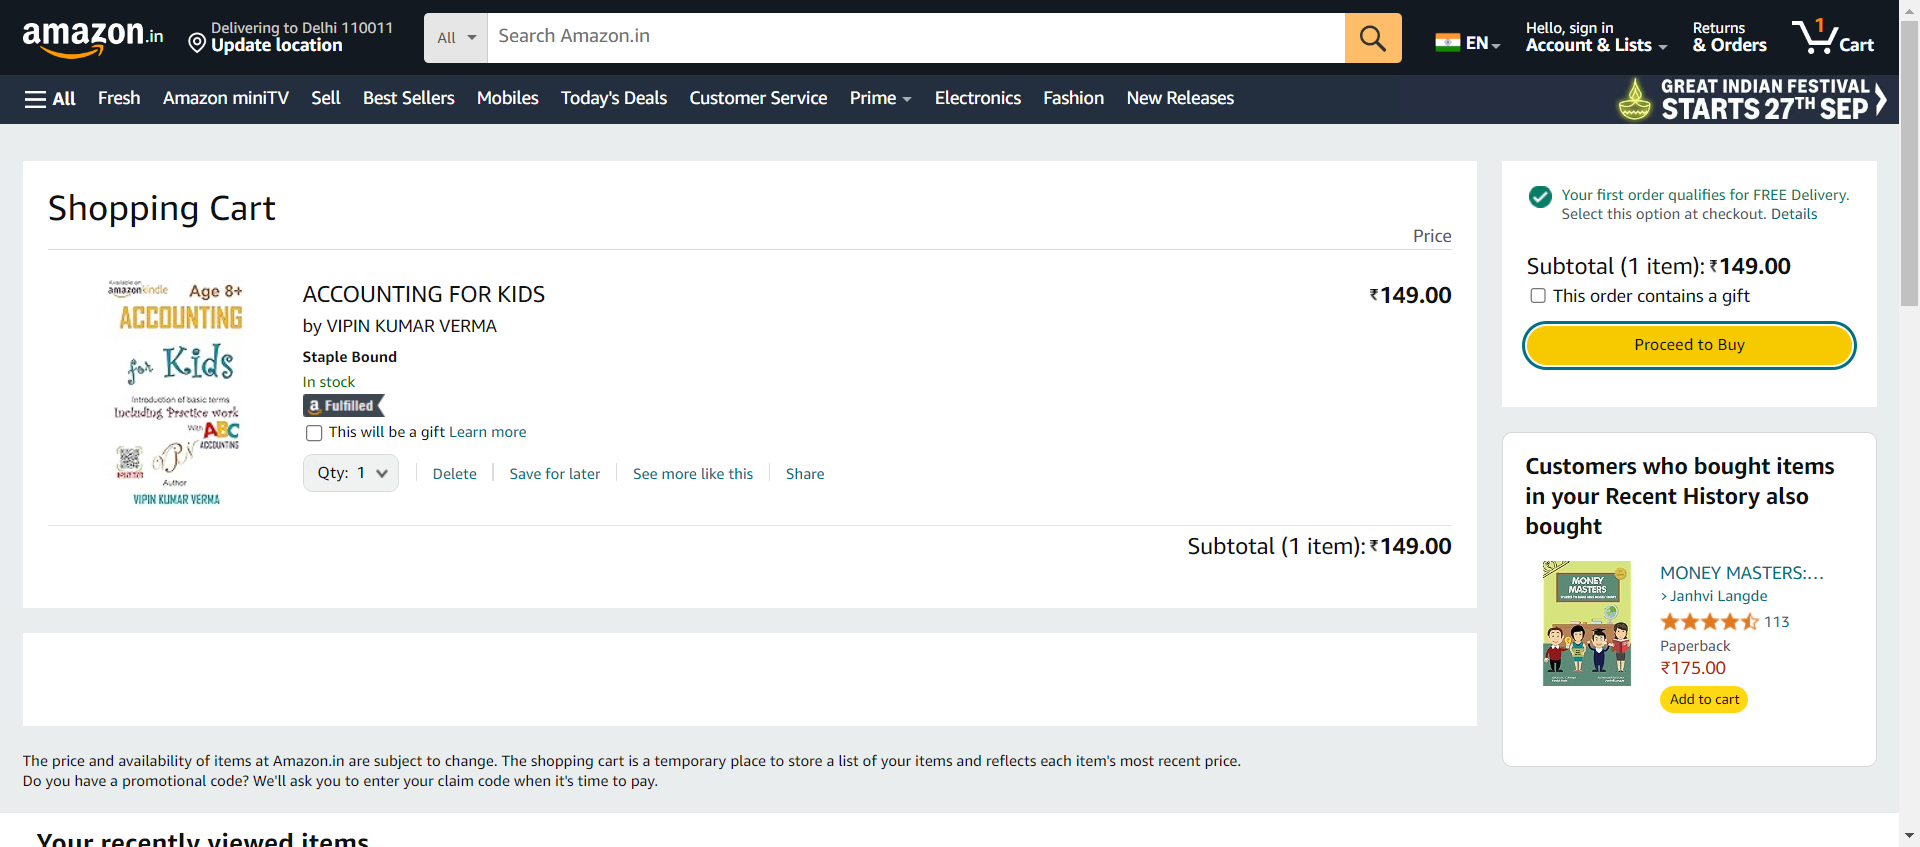 amazon.in
Delivering to Delhi 110011
Update location
All
Search Amazon.in
EN
Hello, sign in
Account & Lists
Returns
& Orders
1
Cart
All
Fresh
Amazon miniTV
Sell
Best Sellers
Mobiles
Today's Deals
Customer Service
Prime
Electronics
Fashion
New Releases
GREAT INDIAN FESTIVAL
STARTS 27TH SEP
Shopping Cart
Price
Available on
amazonkindle
Age 8+
ACCOUNTING
for Kids
Introduction of basic terms
Including Practice work
With ABC
ACCOUNTING
VPN
Author
VIPIN KUMAR VERMA
ACCOUNTING FOR KIDS
₹149.00
by VIPIN KUMAR VERMA
Staple Bound
In stock
a Fulfilled
This will be a gift Learn more
Qty: 1
Delete
Save for later
See more like this
Share
Subtotal (1 item): ₹149.00
Your first order qualifies for FREE Delivery.
Select this option at checkout. Details
Subtotal (1 item): ₹149.00
This order contains a gift
Proceed to Buy
Customers who bought items
in your Recent History also
bought
MONEY
MASTERS
MONEY MASTERS:…
› Janhvi Langde
113
Paperback
₹175.00
Add to cart
The price and availability of items at Amazon.in are subject to change. The shopping cart is a temporary place to store a list of your items and reflects each item's most recent price.
Do you have a promotional code? We'll ask you to enter your claim code when it's time to pay.
Your recently viewed items